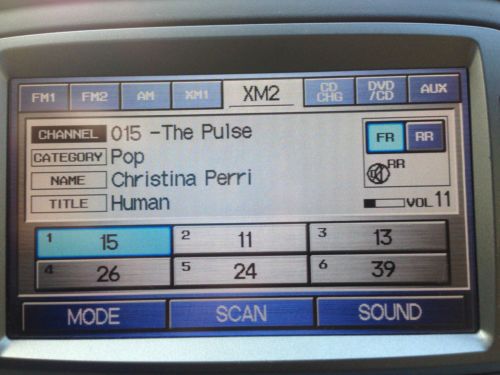 FM1 FM2 AM XM1 XM2 CD CHG DVD /CD AUX
CHANNEL 015 -The Pulse
FR RR
CATEGORY Pop
RR
NAME Christina Perri
TITLE Human
VOL 11
1 15 2 11 3 13
4 26 5 24 6 39
MODE SCAN SOUND